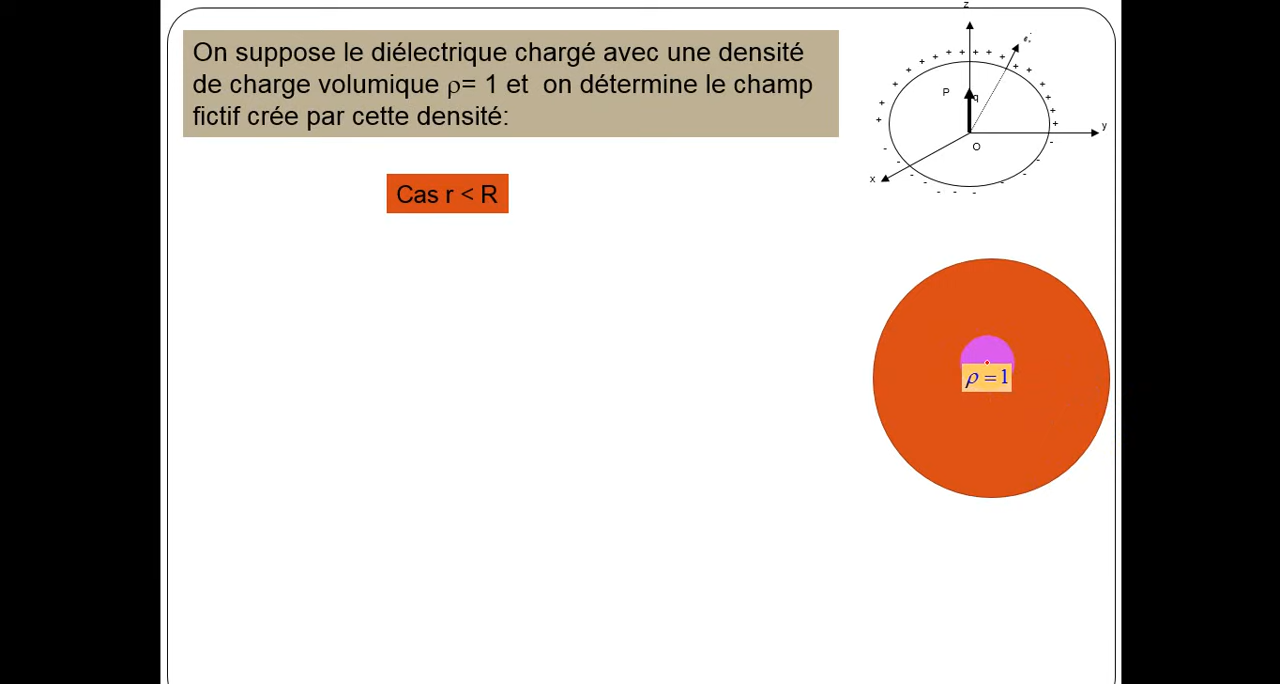 On suppose le diélectrique chargé avec une densité
de charge volumique ρ= 1 et on détermine le champ
fictif crée par cette densité:
Cas r < R
z
P
q
y
O
x
ρ = 1